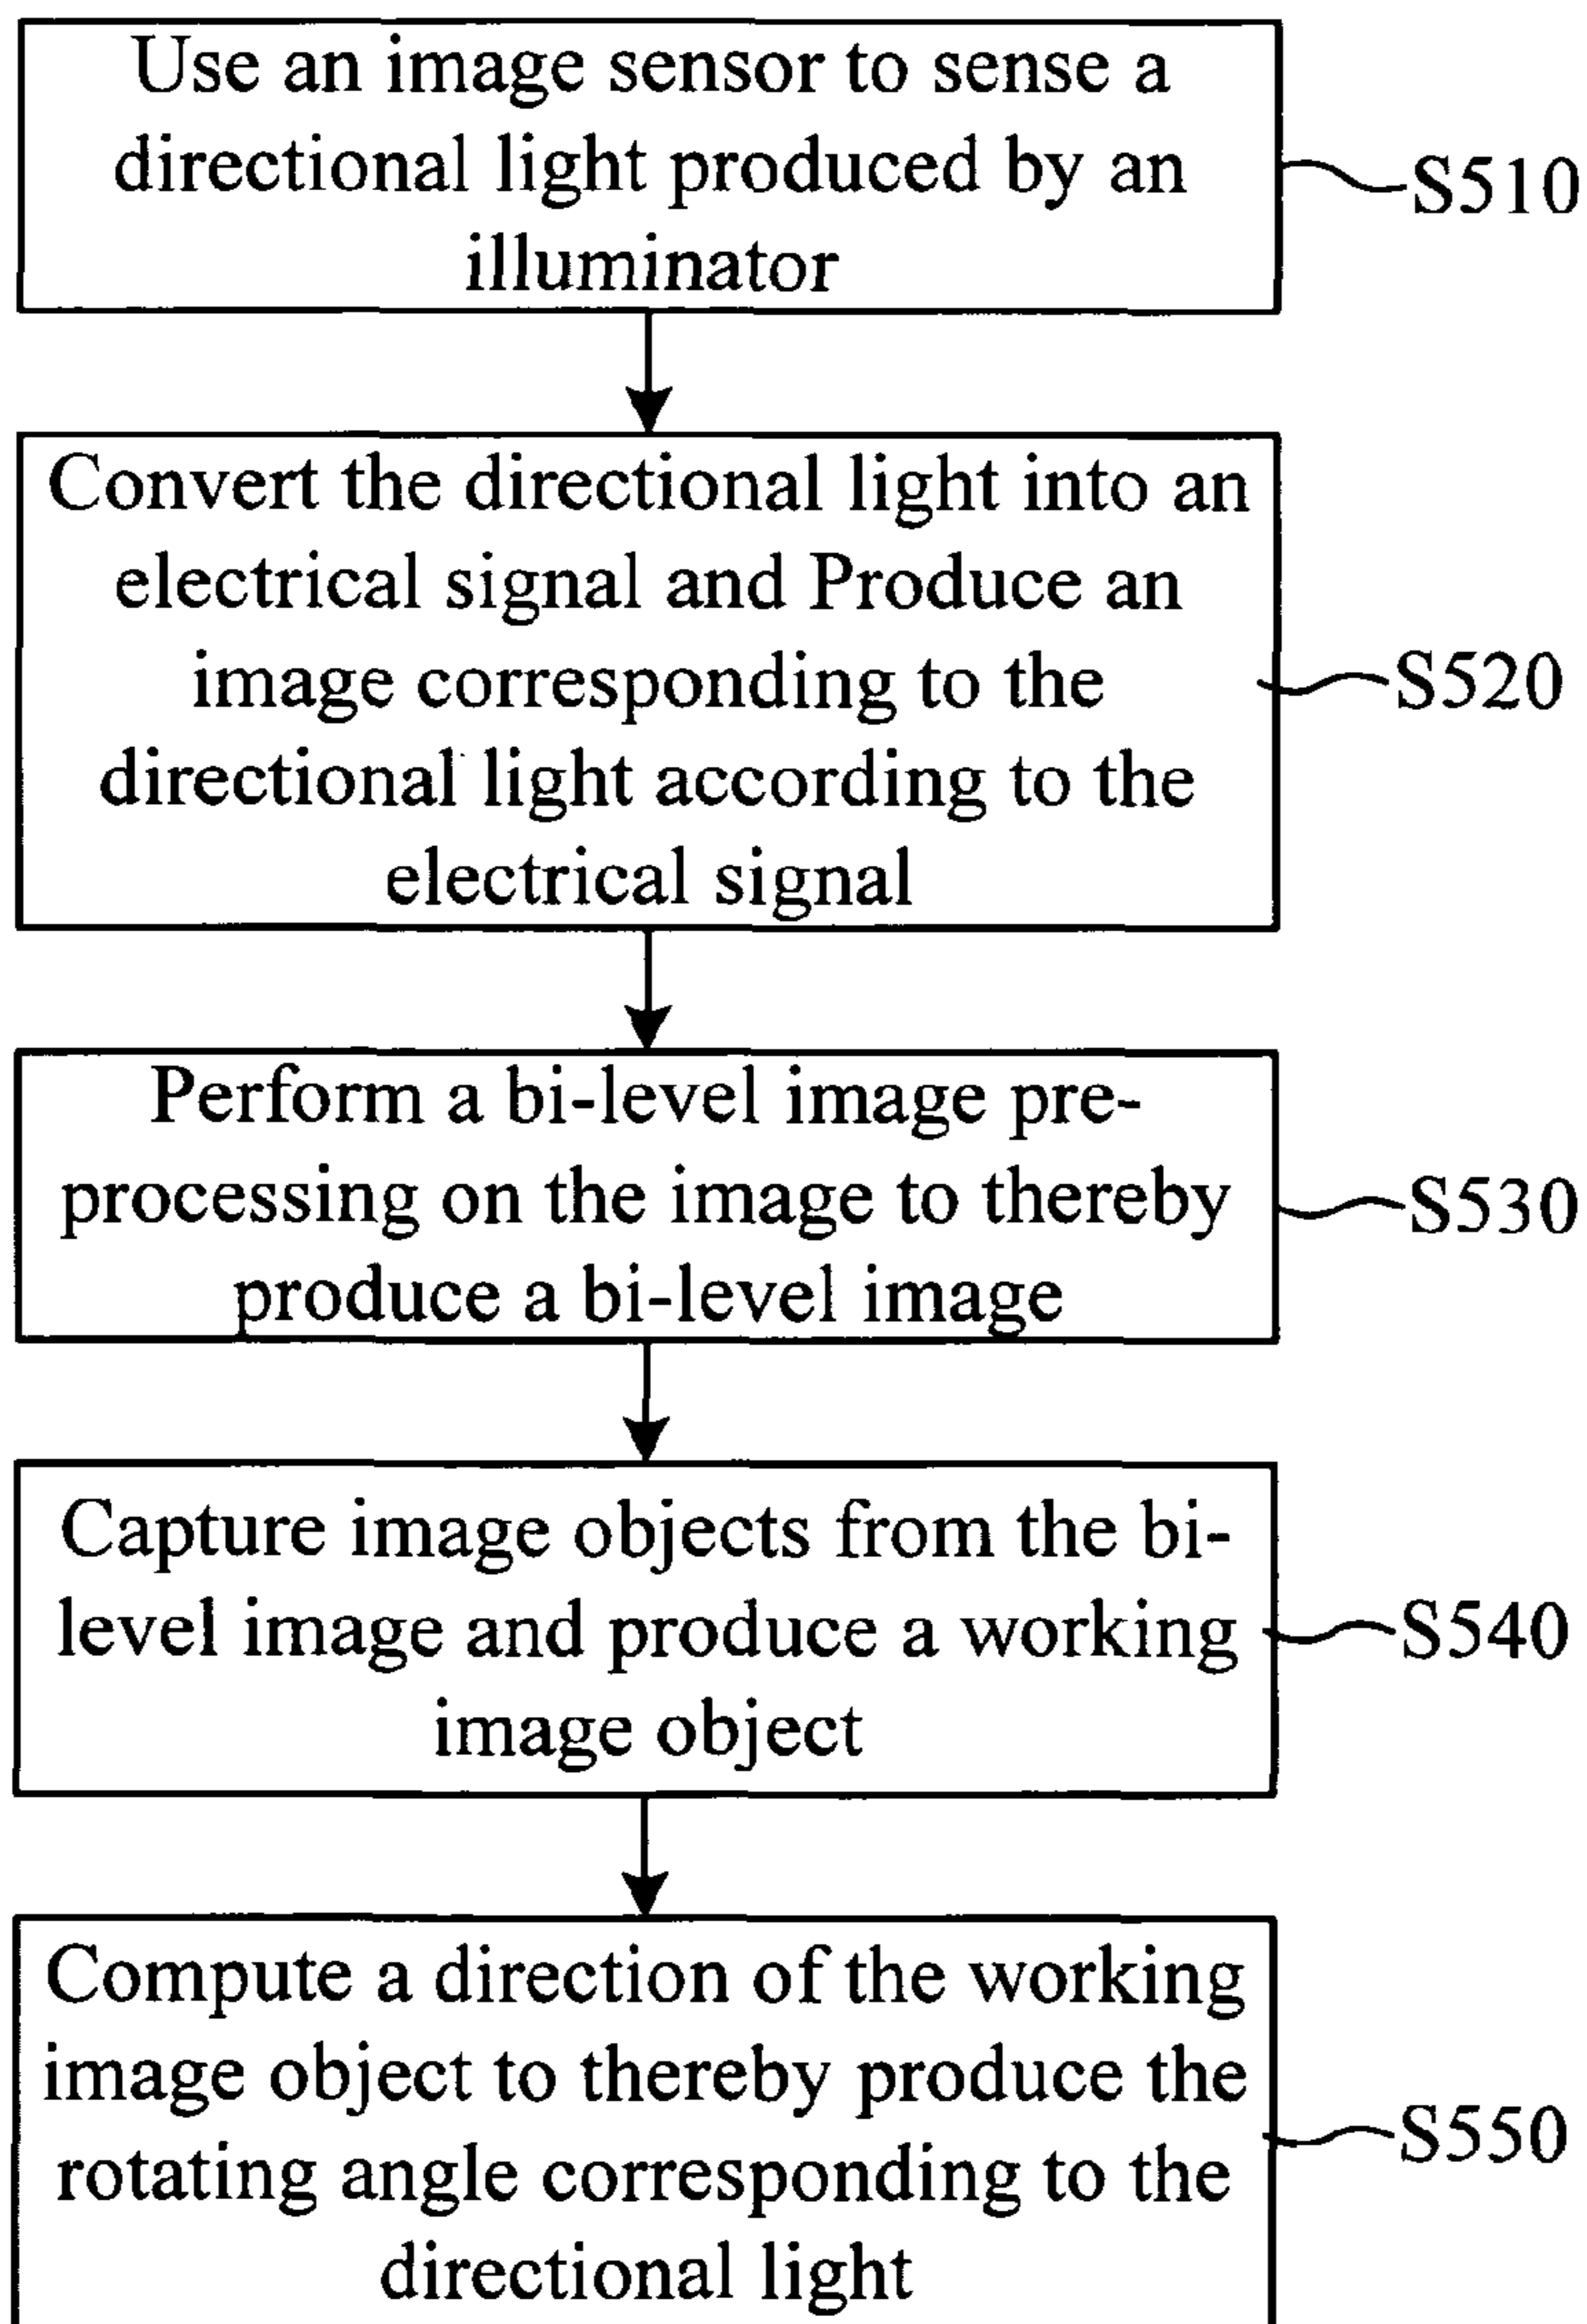 Use an image sensor to sense a
directional light produced by an
illuminator
S510
Convert the directional light into an
electrical signal and Produce an
image corresponding to the
directional light according to the
electrical signal
S520
Perform a bi-level image pre-
processing on the image to thereby
produce a bi-level image
S530
Capture image objects from the bi-
level image and produce a working
image object
S540
Compute a direction of the working
image object to thereby produce the
rotating angle corresponding to the
directional light
S550